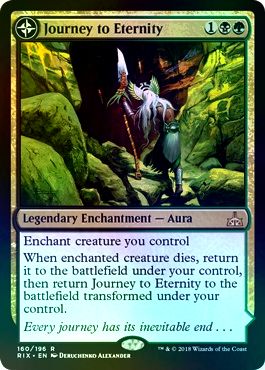 Journey to Eternity 1
Legendary Enchantment — Aura
Enchant creature you control
When enchanted creature dies, return
it to the battlefield under your control,
then return Journey to Eternity to the
battlefield transformed under your
control.
Every journey has its inevitable end . . .
160/196 R
RIX • EN DERUCHENKO ALEXANDER
™ & © 2018 Wizards of the Coast